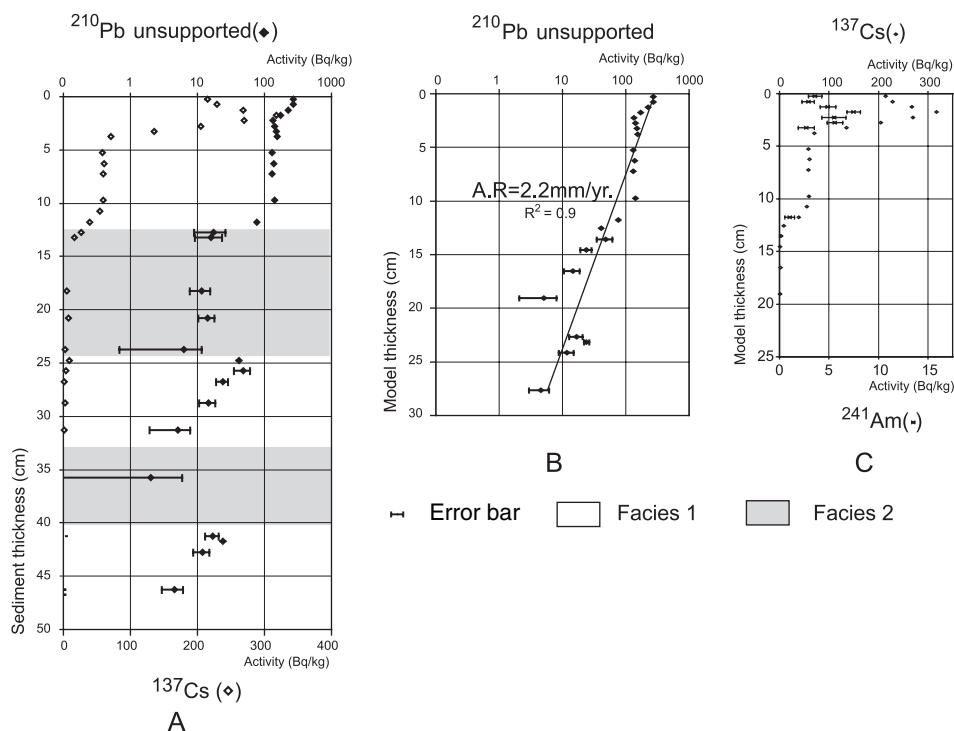 210Pb unsupported(◆)
Activity (Bq/kg)
0 1 10 100 1000
0
5
10
15
20
25
30
35
40
45
50
Sediment thickness (cm)
0 100 200 300 400
Activity (Bq/kg)
137Cs (⋄)
A
210Pb unsupported
Activity (Bq/kg)
0 1 10 100 1000
0
5
10
15
20
25
30
Model thickness (cm)
A.R=2.2mm/yr.
R2 = 0.9
B
137Cs(⋄)
Activity (Bq/kg)
0 100 200 300
0
5
10
15
20
25
Model thickness (cm)
0 5 10 15
Activity (Bq/kg)
241Am(-)
C
Error bar Facies 1 Facies 2